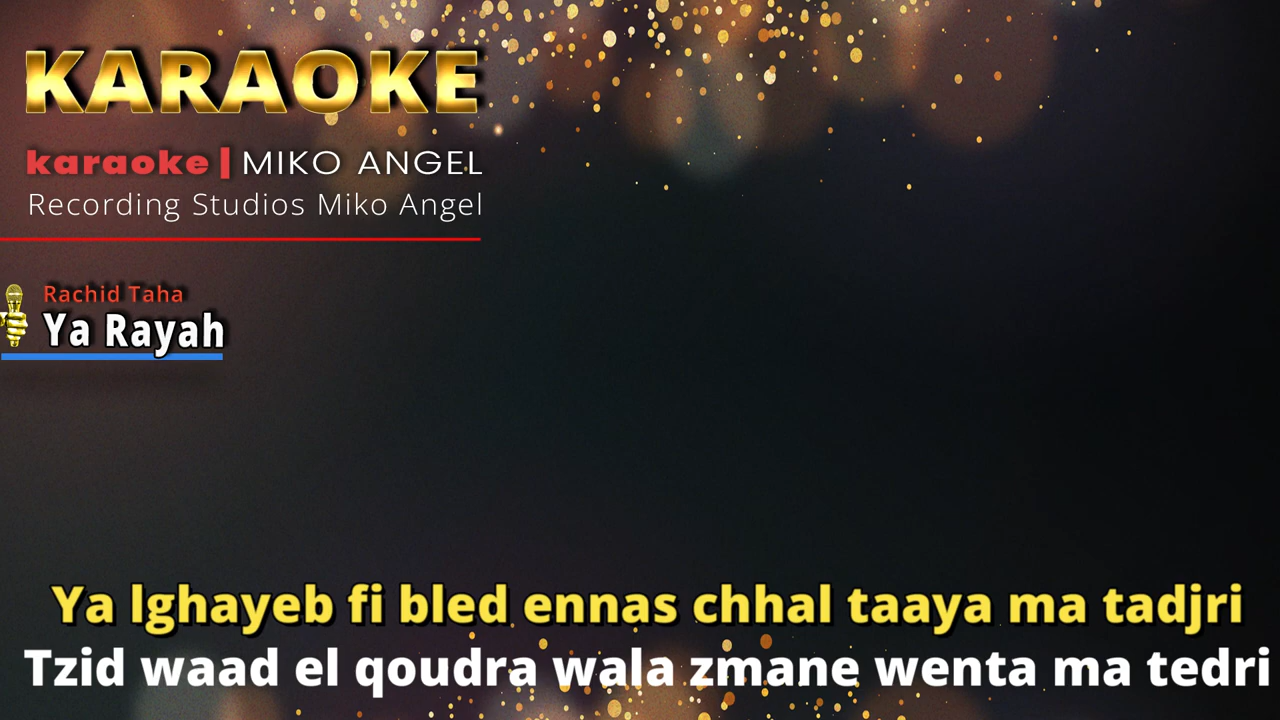 KARAOKE
karaoke | MIKO ANGEL
Recording Studios Miko Angel
Rachid Taha
Ya Rayah
Ya lghayeb fi bled ennas chhal taaya ma tadjri
Tzid waad el qoudra wala zmane wenta ma tedri